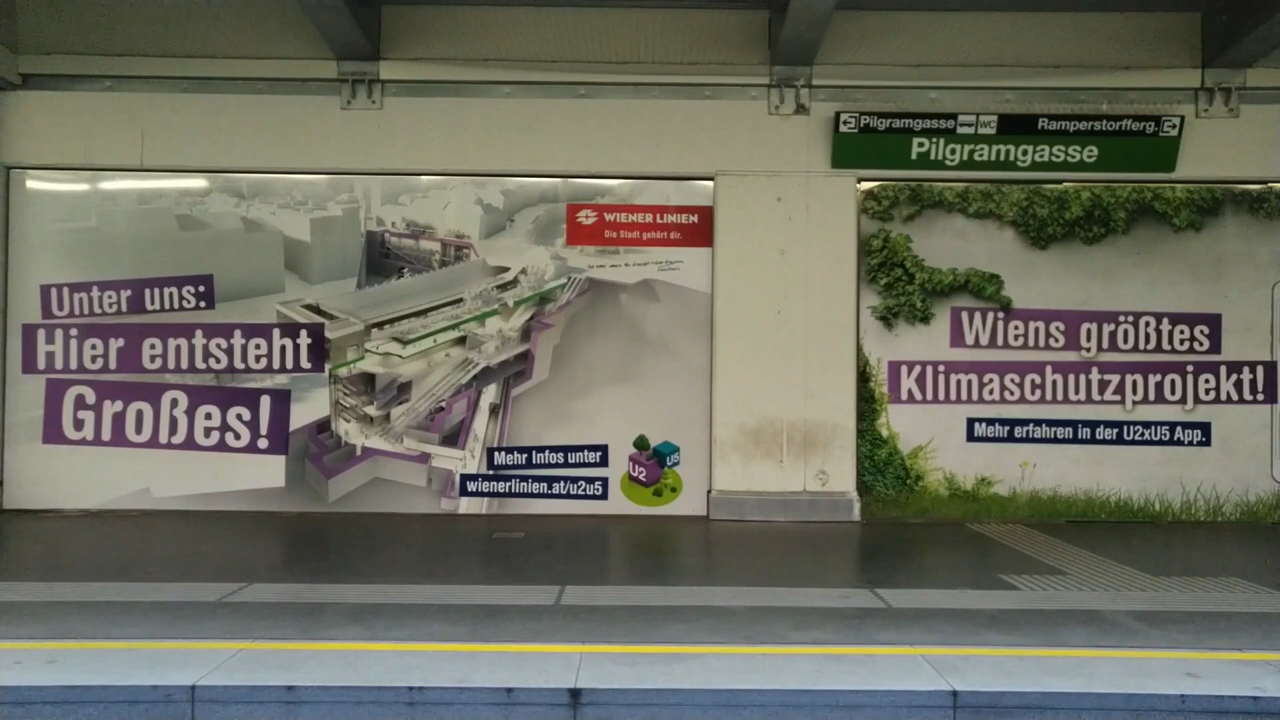 Pilgramgasse WC Ramperstorfferg.
Pilgramgasse
WIENER LINIEN
Die Stadt gehört dir.
Unter uns:
Hier entsteht
Großes!
Mehr Infos unter
wienerlinien.at/u2u5
U2 U5
Wiens größtes
Klimaschutzprojekt!
Mehr erfahren in der U2xU5 App.